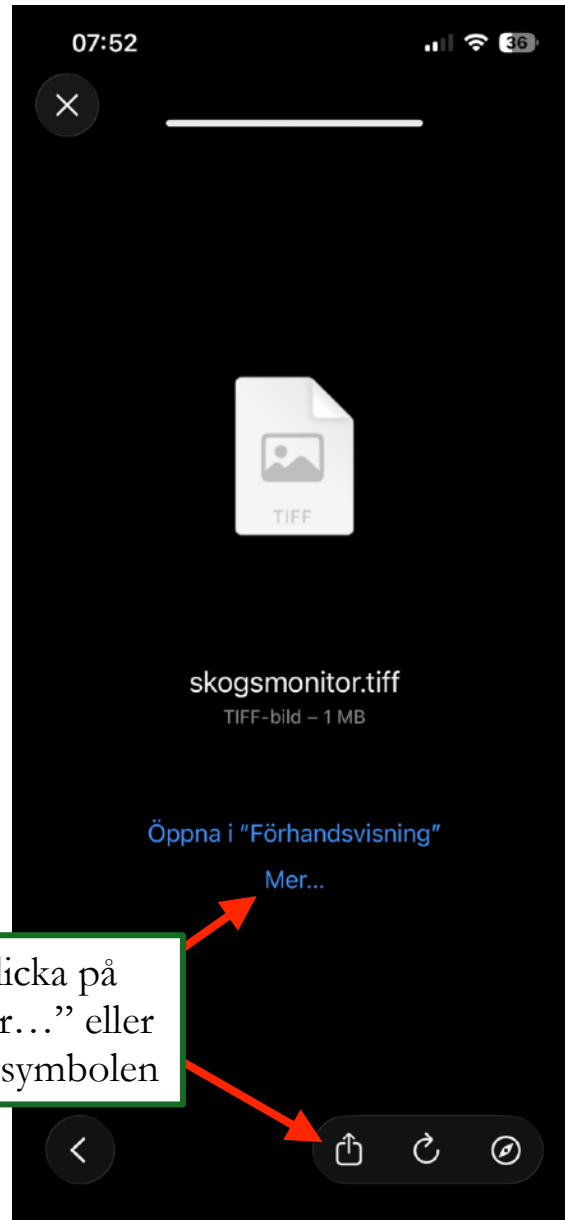 07:52
36
TIFF
skogsmonitor.tiff
TIFF-bild – 1 MB
Öppna i "Förhandsvisning"
Mer...
licka på
r…” eller
symbolen